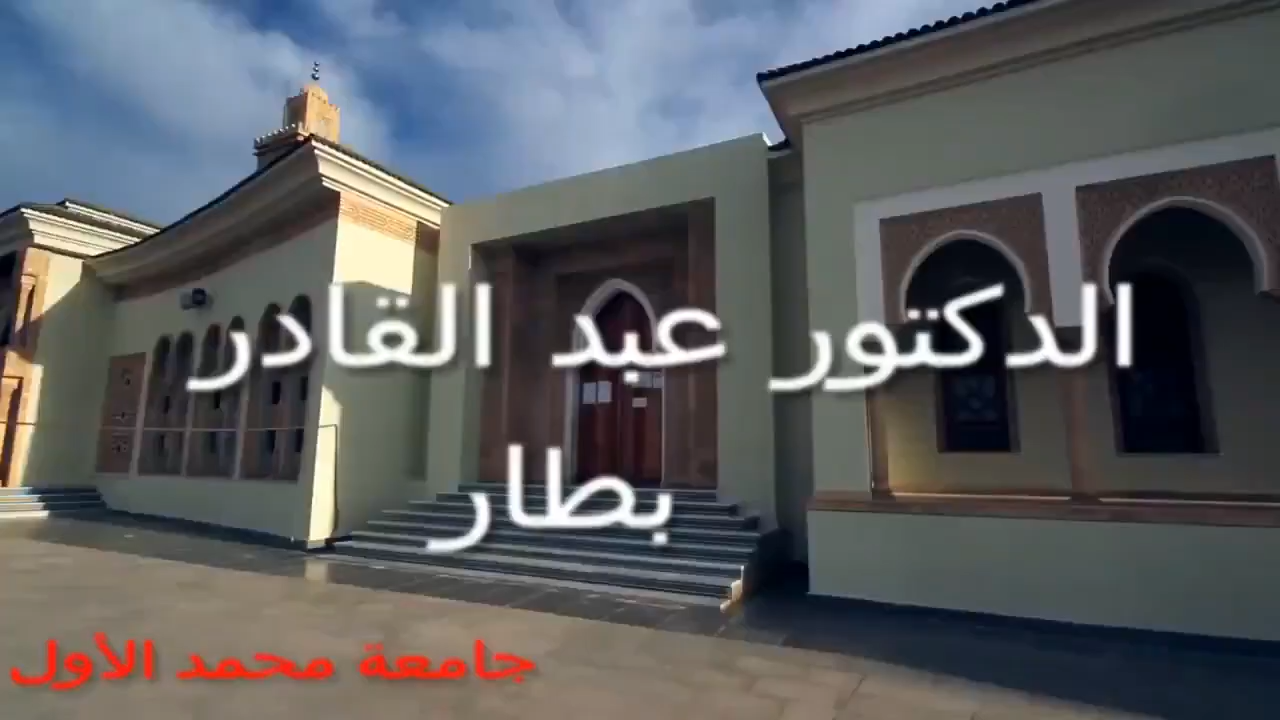 الدكتور عبد القادر
بطار
جامعة محمد الأول